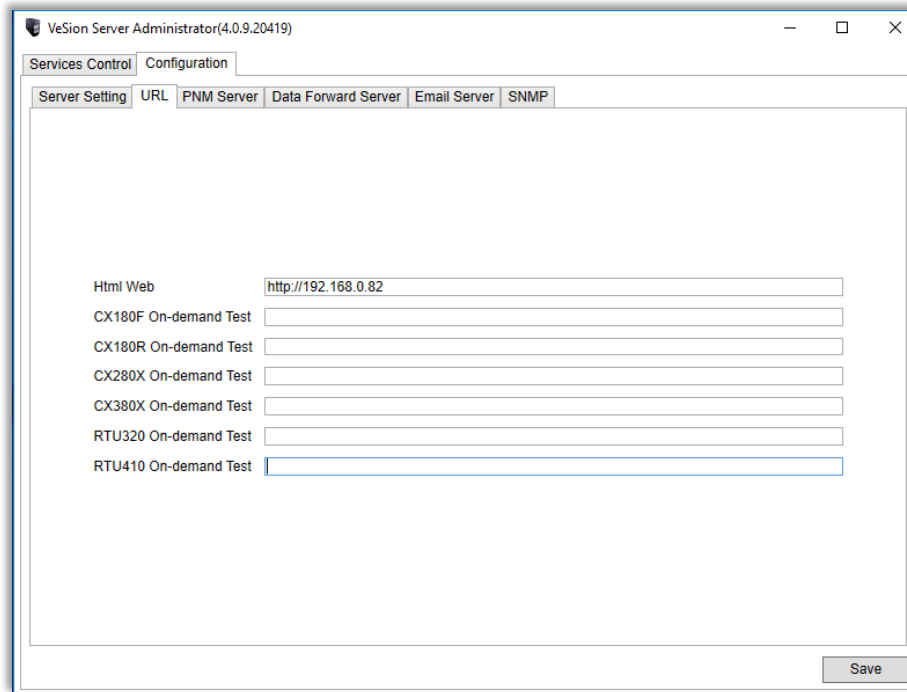 VeSion Server Administrator(4.0.9.20419)
Services Control Configuration
Server Setting URL PNM Server Data Forward Server Email Server SNMP
Html Web http://192.168.0.82
CX180F On-demand Test
CX180R On-demand Test
CX280X On-demand Test
CX380X On-demand Test
RTU320 On-demand Test
RTU410 On-demand Test
Save